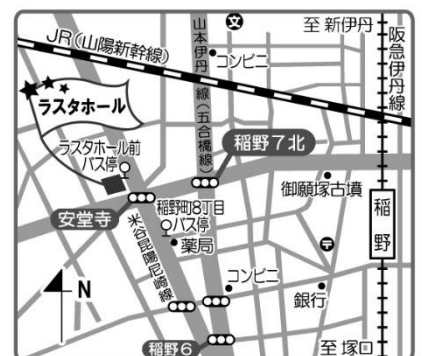 JR(山陽新幹線)
山本伊丹線(五合橋線)
文
コンビニ
至 新伊丹
阪急伊丹線
ラスタホール
ラスタホール前
バス停
稲野7北
御願塚古墳
安堂寺
稲野町8丁目
バス停
薬局
米谷昆陽尼崎線
稲野
〒
コンビニ
銀行
N
稲野6
至 塚口